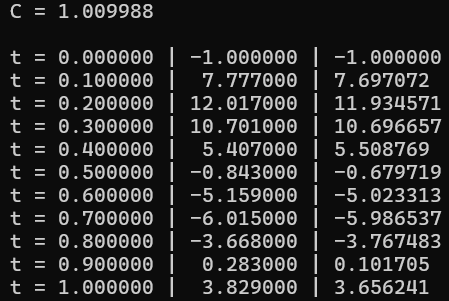 C = 1.009988
t = 0.000000 | -1.000000 | -1.000000
t = 0.100000 |  7.777000 | 7.697072
t = 0.200000 | 12.017000 | 11.934571
t = 0.300000 | 10.701000 | 10.696657
t = 0.400000 |  5.407000 | 5.508769
t = 0.500000 | -0.843000 | -0.679719
t = 0.600000 | -5.159000 | -5.023313
t = 0.700000 | -6.015000 | -5.986537
t = 0.800000 | -3.668000 | -3.767483
t = 0.900000 |  0.283000 | 0.101705
t = 1.000000 |  3.829000 | 3.656241